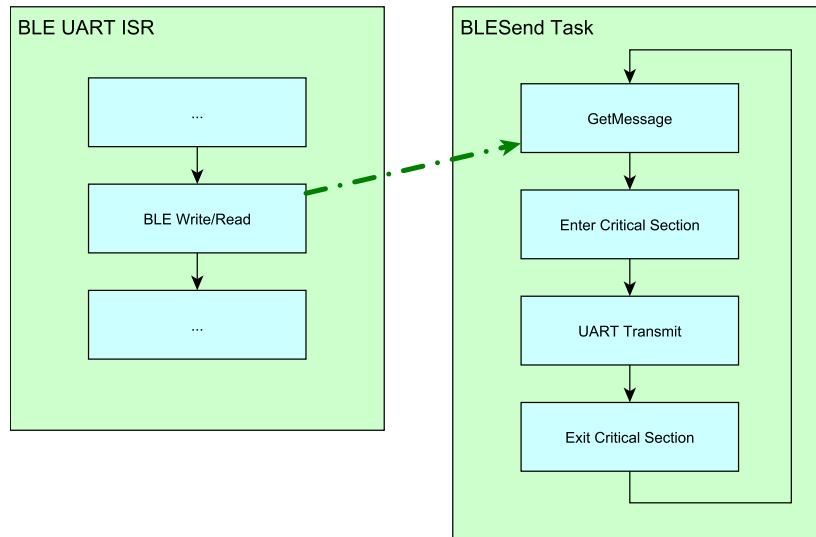 BLE UART ISR
...
BLE Write/Read
...
BLESend Task
GetMessage
Enter Critical Section
UART Transmit
Exit Critical Section